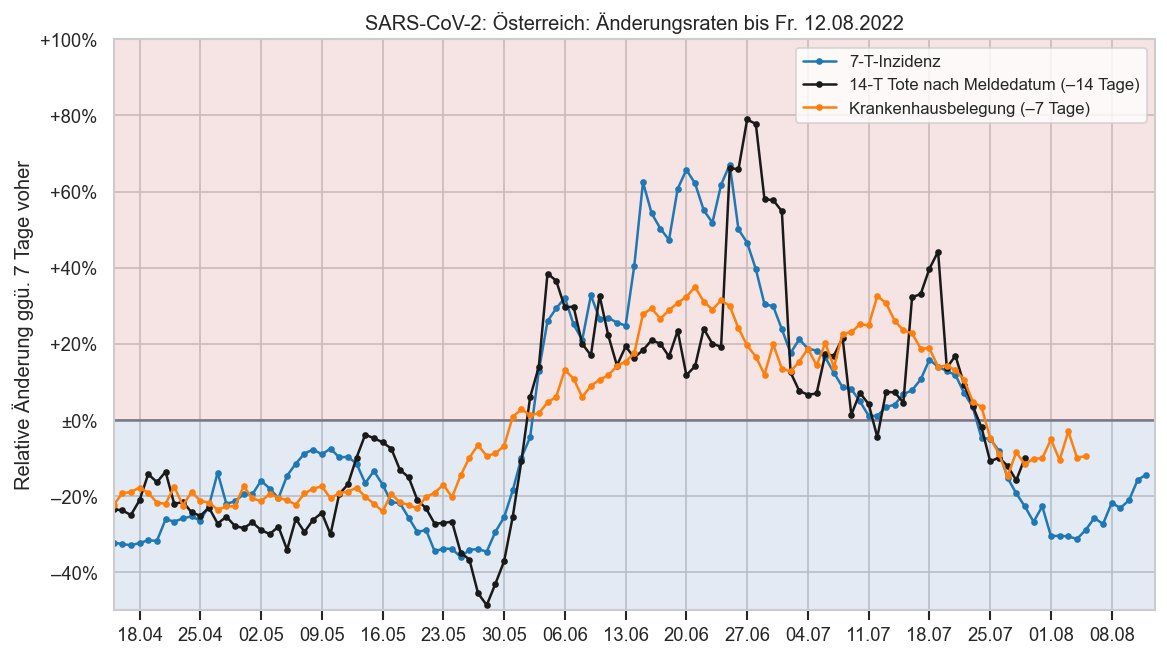 SARS-CoV-2: Österreich: Änderungsraten bis Fr. 12.08.2022
+100%
+80%
+60%
+40%
+20%
±0%
–20%
–40%
Relative Änderung ggü. 7 Tage voher
7-T-Inzidenz
14-T Tote nach Meldedatum (–14 Tage)
Krankenhausbelegung (–7 Tage)
18.04 25.04 02.05 09.05 16.05 23.05 30.05 06.06 13.06 20.06 27.06 04.07 11.07 18.07 25.07 01.08 08.08